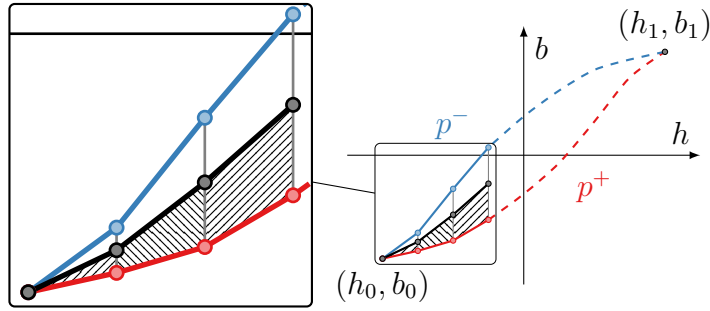 (h₁, b₁)
b
p⁻
h
p⁺
(h₀, b₀)